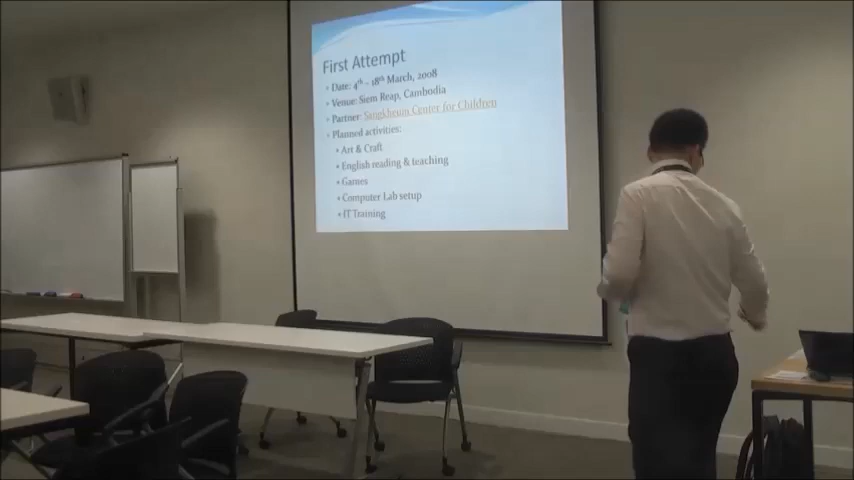 First Attempt
• Date: 4th - 18th March, 2008
• Venue: Siem Reap, Cambodia
• Partner: Sangkheum Center for Children
• Planned activities:
• Art & Craft
• English reading & teaching
• Games
• Computer Lab setup
• IT Training